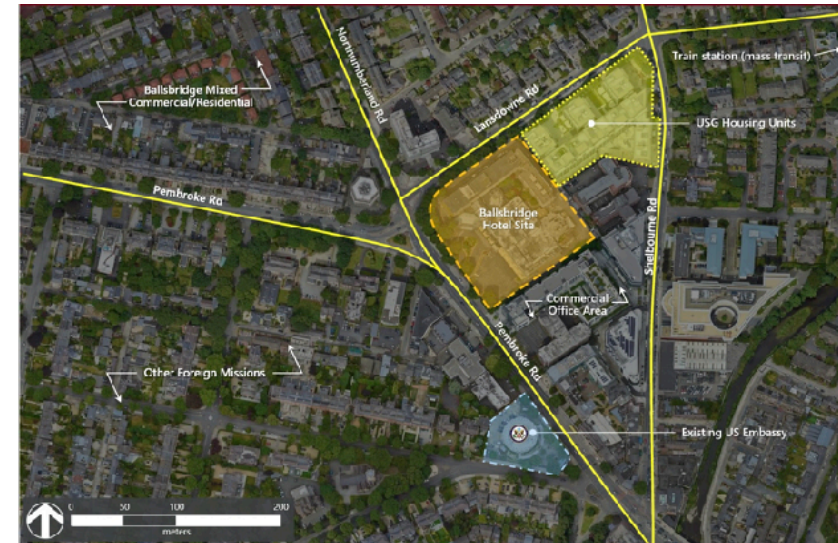 Northumberland Rd
Train station (mass transit)
Ballsbridge Mixed
Commercial/Residential
Lansdowne Rd
USG Housing Units
Pembroke Rd
Ballsbridge
Hotel Site
Shelbourne Rd
Commercial
Office Area
Pembroke Rd
Other Foreign Missions
Existing US Embassy
0 50 100 200
meters